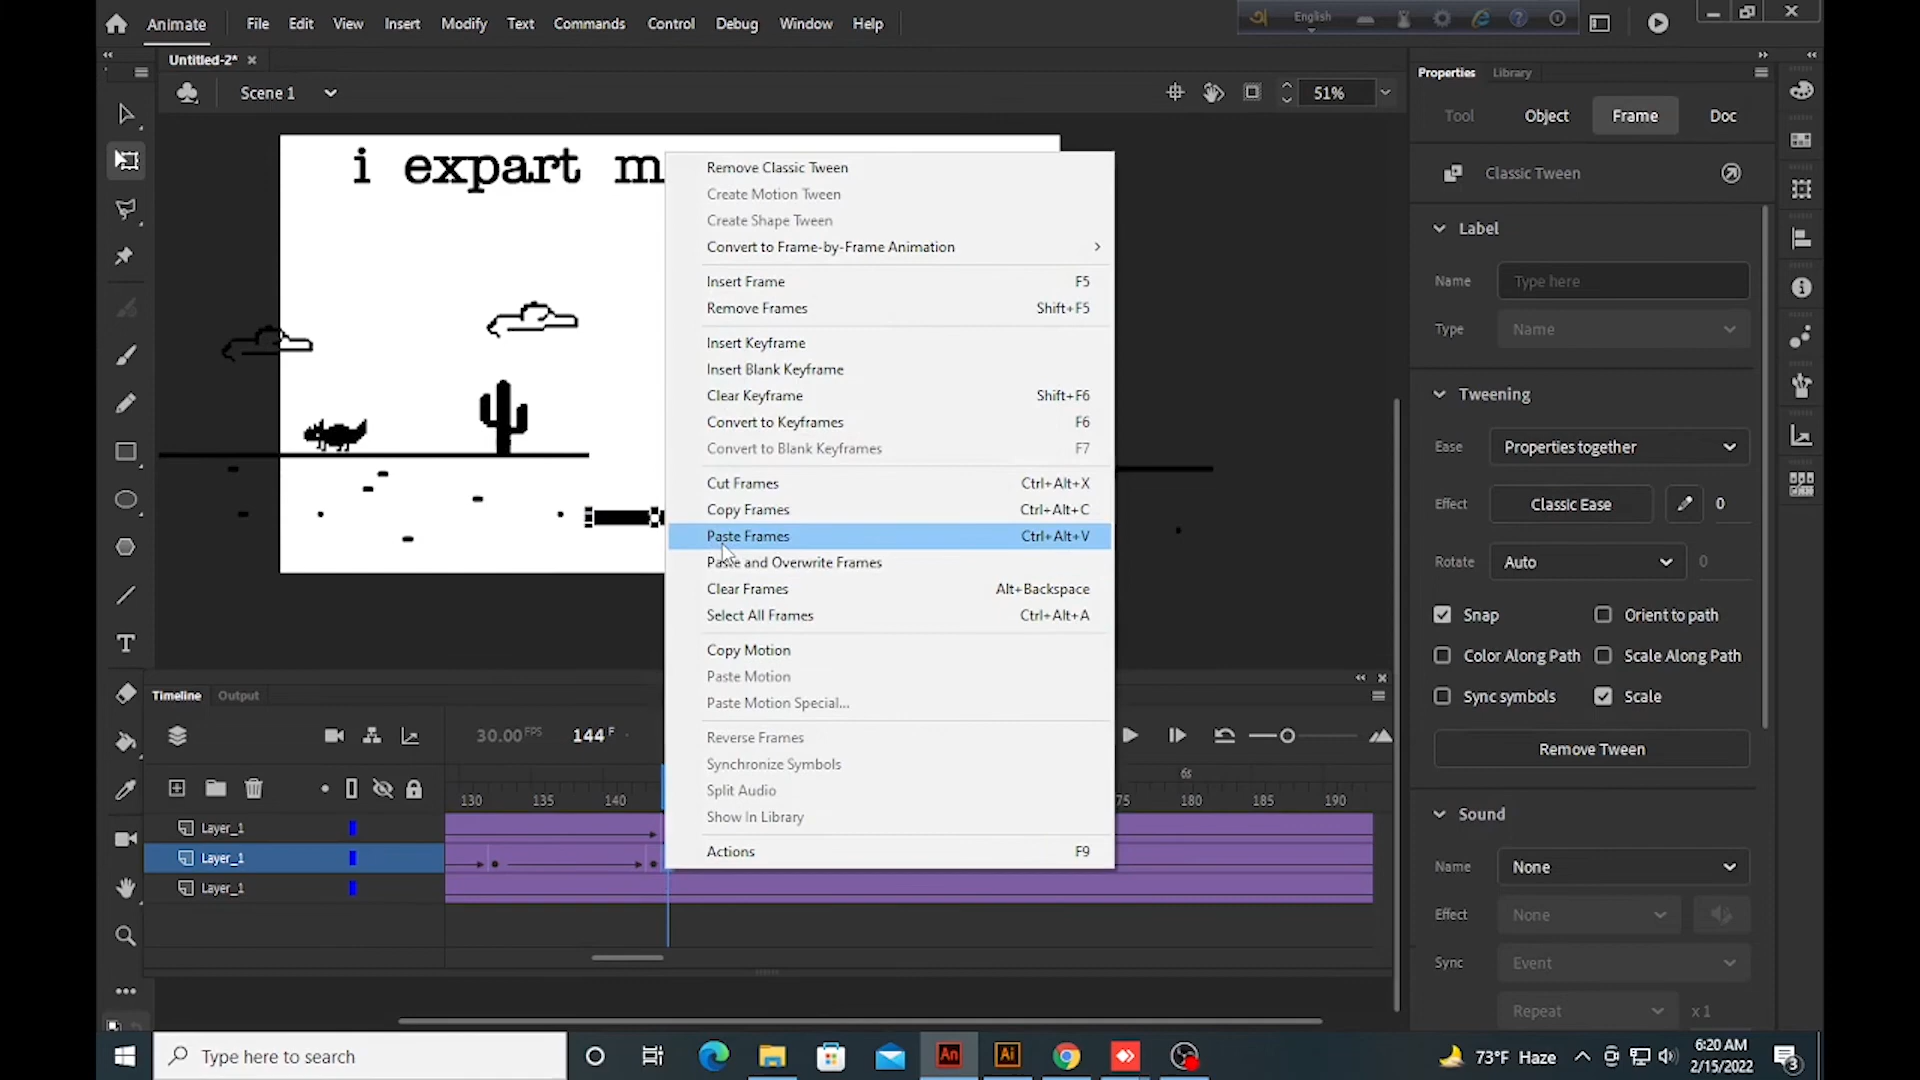 Animate File Edit View Insert Modify Text Commands Control Debug Window Help English
Untitled-2*
Scene 1 51%
i expart m
Remove Classic Tween
Create Motion Tween
Create Shape Tween
Convert to Frame-by-Frame Animation
Insert Frame F5
Remove Frames Shift+F5
Insert Keyframe
Insert Blank Keyframe
Clear Keyframe Shift+F6
Convert to Keyframes F6
Convert to Blank Keyframes F7
Cut Frames Ctrl+Alt+X
Copy Frames Ctrl+Alt+C
Paste Frames Ctrl+Alt+V
Paste and Overwrite Frames
Clear Frames Alt+Backspace
Select All Frames Ctrl+Alt+A
Copy Motion
Paste Motion
Paste Motion Special...
Reverse Frames
Synchronize Symbols
Split Audio
Show In Library
Actions F9
Properties Library
Tool Object Frame Doc
Classic Tween
Label
Name Type here
Type Name
Tweening
Ease Properties together
Effect Classic Ease 0
Rotate Auto 0
Snap Orient to path
Color Along Path Scale Along Path
Sync symbols Scale
Remove Tween
Sound
Name None
Effect None
Sync Event
Repeat x 1
Timeline Output
30.00 FPS 144 F
6s
130 135 140 75 180 185 190
Layer_1
Layer_1
Layer_1
Type here to search An Ai 73°F Haze 6:20 AM
2/15/2022 3